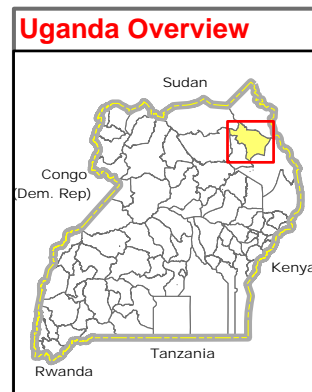 Uganda Overview
Sudan
Congo
(Dem. Rep)
Kenya
Tanzania
Rwanda